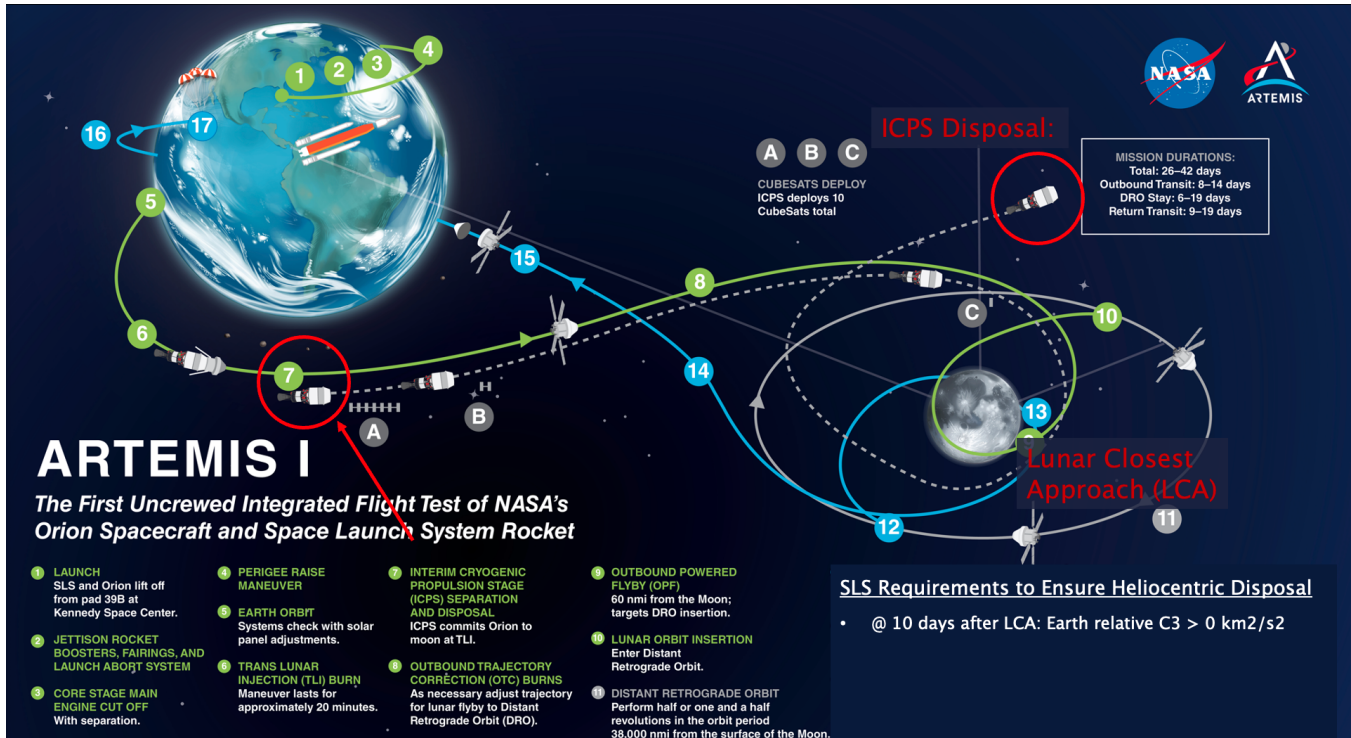 1
2
3
4
16
17
5
6
7
8
9
10
11
12
13
14
15
A
B
C
NASA
ARTEMIS
ICPS Disposal:
A B C
CUBESATS DEPLOY
ICPS deploys 10
CubeSats total
MISSION DURATIONS:
Total: 26–42 days
Outbound Transit: 8–14 days
DRO Stay: 6–19 days
Return Transit: 9–19 days
Lunar Closest
Approach (LCA)
ARTEMIS I
The First Uncrewed Integrated Flight Test of NASA's
Orion Spacecraft and Space Launch System Rocket
1 LAUNCH
SLS and Orion lift off
from pad 39B at
Kennedy Space Center.
2 JETTISON ROCKET
BOOSTERS, FAIRINGS, AND
LAUNCH ABORT SYSTEM
3 CORE STAGE MAIN
ENGINE CUT OFF
With separation.
4 PERIGEE RAISE
MANEUVER
5 EARTH ORBIT
Systems check with solar
panel adjustments.
6 TRANS LUNAR
INJECTION (TLI) BURN
Maneuver lasts for
approximately 20 minutes.
7 INTERIM CRYOGENIC
PROPULSION STAGE
(ICPS) SEPARATION
AND DISPOSAL
ICPS commits Orion to
moon at TLI.
8 OUTBOUND TRAJECTORY
CORRECTION (OTC) BURNS
As necessary adjust trajectory
for lunar flyby to Distant
Retrograde Orbit (DRO).
9 OUTBOUND POWERED
FLYBY (OPF)
60 nmi from the Moon;
targets DRO insertion.
10 LUNAR ORBIT INSERTION
Enter Distant
Retrograde Orbit.
11 DISTANT RETROGRADE ORBIT
Perform half or one and a half
revolutions in the orbit period
38,000 nmi from the surface of the Moon.
SLS Requirements to Ensure Heliocentric Disposal
• @ 10 days after LCA: Earth relative C3 > 0 km2/s2